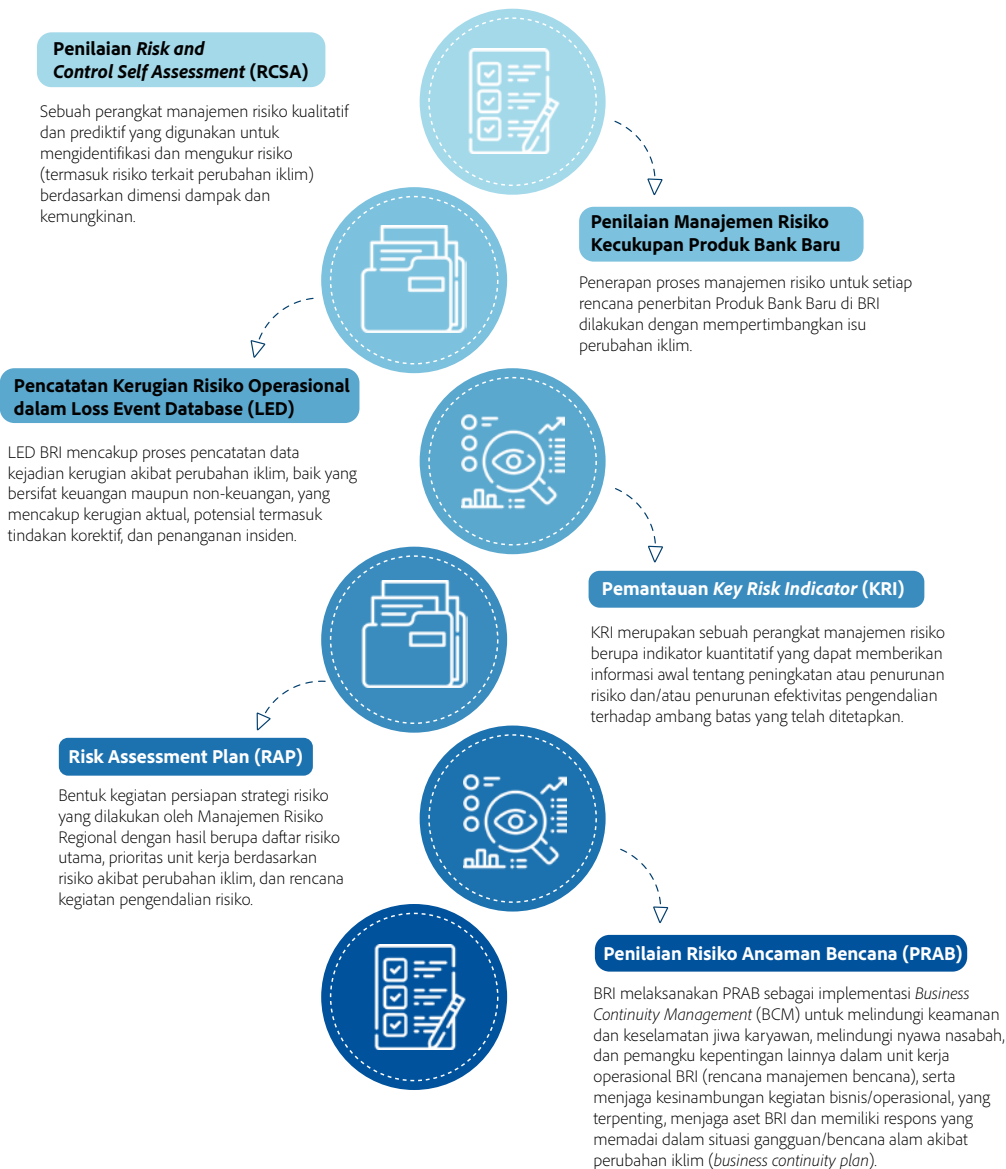 Penilaian Risk and
Control Self Assessment (RCSA)
Sebuah perangkat manajemen risiko kualitatif
dan prediktif yang digunakan untuk
mengidentifikasi dan mengukur risiko
(termasuk risiko terkait perubahan iklim)
berdasarkan dimensi dampak dan
kemungkinan.
Penilaian Manajemen Risiko
Kecukupan Produk Bank Baru
Penerapan proses manajemen risiko untuk setiap
rencana penerbitan Produk Bank Baru di BRI
dilakukan dengan mempertimbangkan isu
perubahan iklim.
Pencatatan Kerugian Risiko Operasional
dalam Loss Event Database (LED)
LED BRI mencakup proses pencatatan data
kejadian kerugian akibat perubahan iklim, baik yang
bersifat keuangan maupun non-keuangan, yang
mencakup kerugian aktual, potensial termasuk
tindakan korektif, dan penanganan insiden.
Pemantauan Key Risk Indicator (KRI)
KRI merupakan sebuah perangkat manajemen risiko
berupa indikator kuantitatif yang dapat memberikan
informasi awal tentang peningkatan atau penurunan
risiko dan/atau penurunan efektivitas pengendalian
terhadap ambang batas yang telah ditetapkan.
Risk Assessment Plan (RAP)
Bentuk kegiatan persiapan strategi risiko
yang dilakukan oleh Manajemen Risiko
Regional dengan hasil berupa daftar risiko
utama, prioritas unit kerja berdasarkan
risiko akibat perubahan iklim, dan rencana
kegiatan pengendalian risiko.
Penilaian Risiko Ancaman Bencana (PRAB)
BRI melaksanakan PRAB sebagai implementasi Business
Continuity Management (BCM) untuk melindungi keamanan
dan keselamatan jiwa karyawan, melindungi nyawa nasabah,
dan pemangku kepentingan lainnya dalam unit kerja
operasional BRI (rencana manajemen bencana), serta
menjaga kesinambungan kegiatan bisnis/operasional, yang
terpenting, menjaga aset BRI dan memiliki respons yang
memadai dalam situasi gangguan/bencana alam akibat
perubahan iklim (business continuity plan).